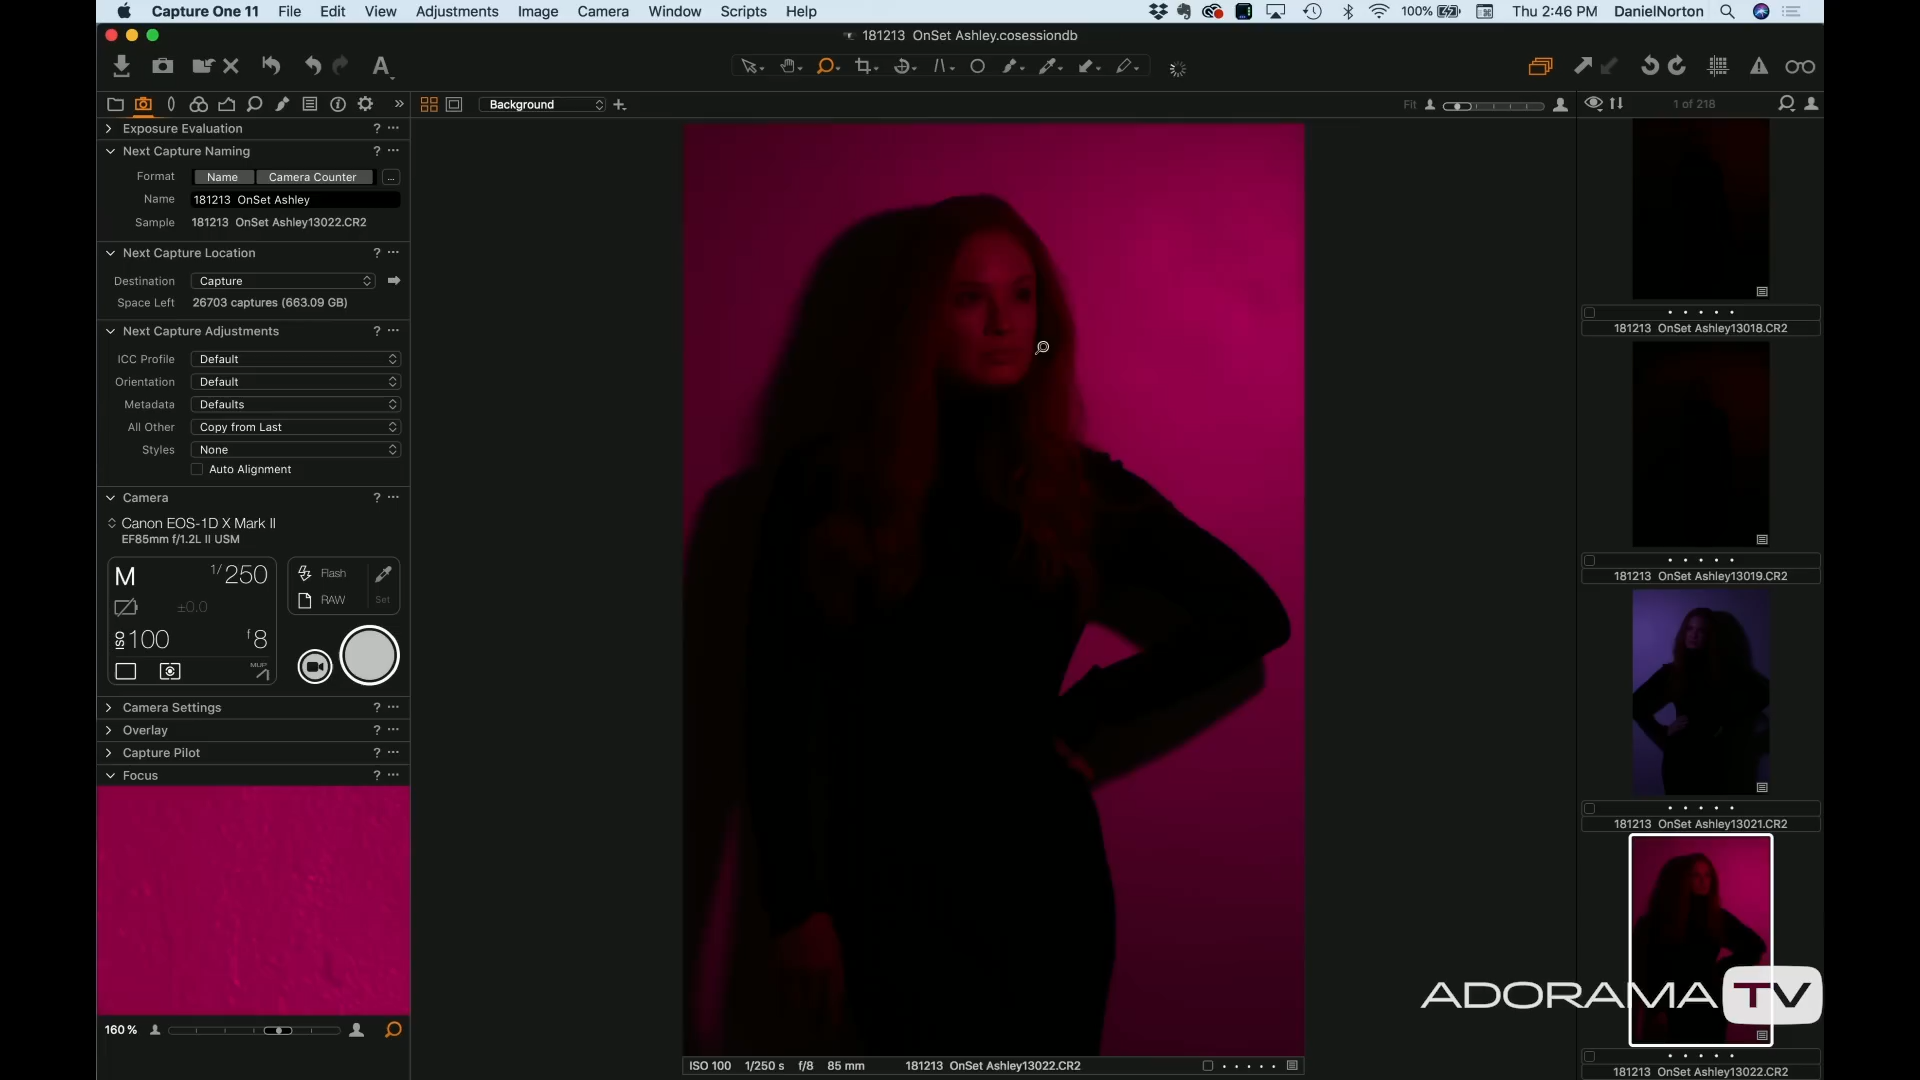 Capture One 11 File Edit View Adjustments Image Camera Window Scripts Help 100% Thu 2:46 PM DanielNorton
181213 OnSet Ashley.cosessiondb
A
Background
Fit
1 of 218
Exposure Evaluation ?
Next Capture Naming ?
Format Name Camera Counter ...
Name 181213 OnSet Ashley
Sample 181213 OnSet Ashley13022.CR2
Next Capture Location ?
Destination Capture
Space Left 26703 captures (663.09 GB)
Next Capture Adjustments ?
ICC Profile Default
Orientation Default
Metadata Defaults
All Other Copy from Last
Styles None
Auto Alignment
Camera ?
Canon EOS-1D X Mark II
EF85mm f/1.2L II USM
M 1/250
±0.0
ISO 100 f 8
MUP
Flash
RAW Set
Camera Settings ?
Overlay ?
Capture Pilot ?
Focus ?
160 %
ISO 100 1/250 s f/8 85 mm 181213 OnSet Ashley13022.CR2
181213 OnSet Ashley13018.CR2
181213 OnSet Ashley13019.CR2
181213 OnSet Ashley13021.CR2
181213 OnSet Ashley13022.CR2
ADORAMA TV